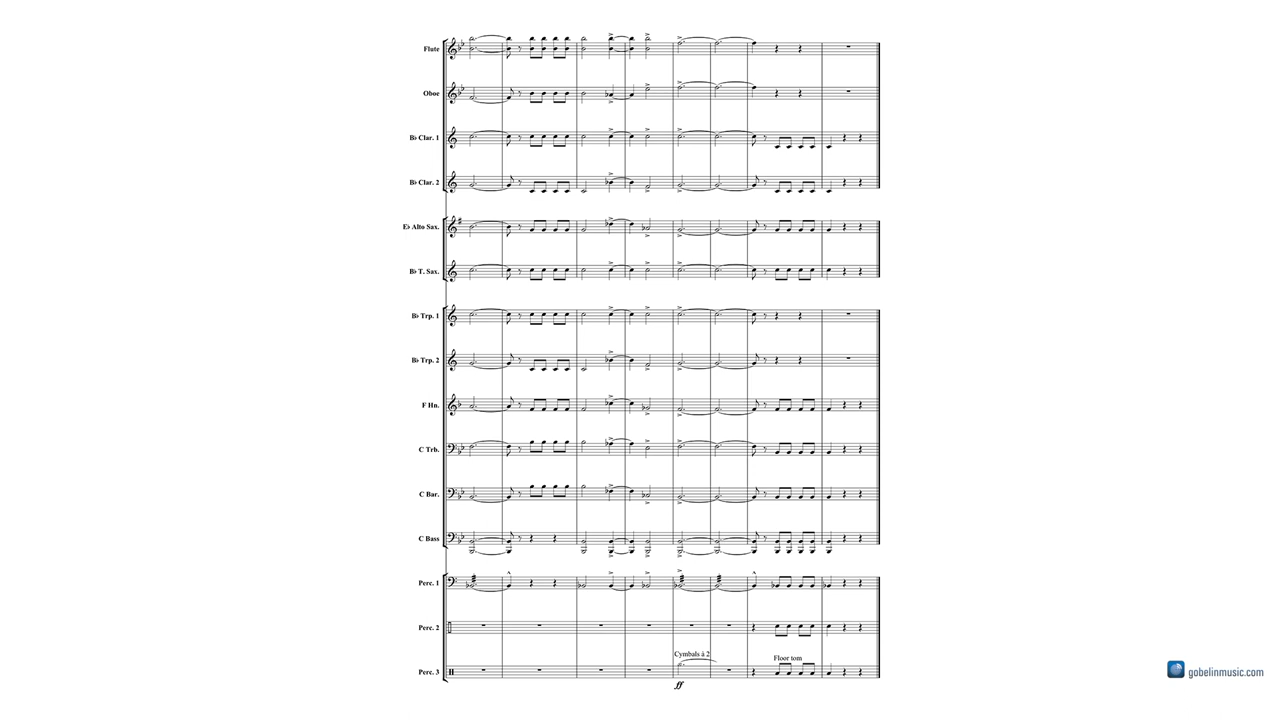 Flute
Oboe
B♭ Clar. 1
B♭ Clar. 2
E♭ Alto Sax.
B♭ T. Sax.
B♭ Trp. 1
B♭ Trp. 2
F Hn.
C Trb.
C Bar.
C Bass
Perc. 1
Perc. 2
Cymbals à 2
Floor tom
Perc. 3
ff
gobelinmusic.com